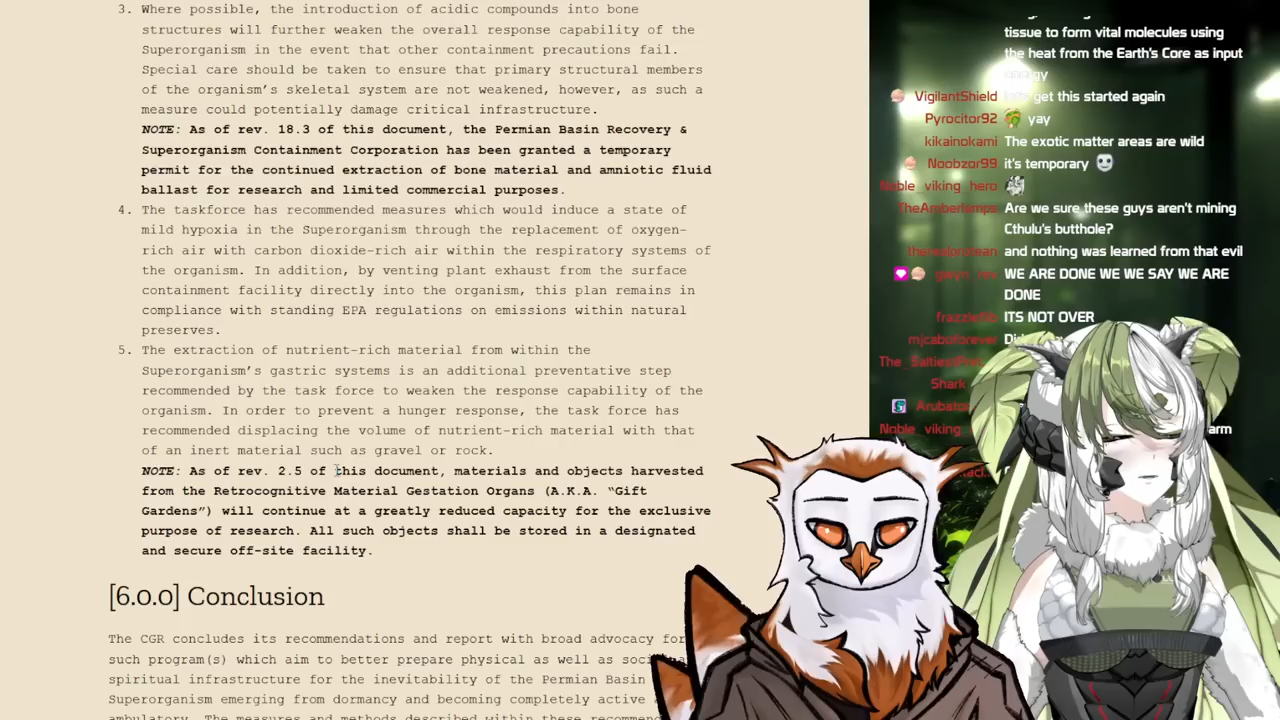 3. Where possible, the introduction of acidic compounds into bone
structures will further weaken the overall response capability of the
Superorganism in the event that other containment precautions fail.
Special care should be taken to ensure that primary structural members
of the organism's skeletal system are not weakened, however, as such a
measure could potentially damage critical infrastructure.
NOTE: As of rev. 18.3 of this document, the Permian Basin Recovery &
Superorganism Containment Corporation has been granted a temporary
permit for the continued extraction of bone material and amniotic fluid
ballast for research and limited commercial purposes.
4. The taskforce has recommended measures which would induce a state of
mild hypoxia in the Superorganism through the replacement of oxygen-
rich air with carbon dioxide-rich air within the respiratory systems of
the organism. In addition, by venting plant exhaust from the surface
containment facility directly into the organism, this plan remains in
compliance with standing EPA regulations on emissions within natural
preserves.
5. The extraction of nutrient-rich material from within the
Superorganism's gastric systems is an additional preventative step
recommended by the task force to weaken the response capability of the
organism. In order to prevent a hunger response, the task force has
recommended displacing the volume of nutrient-rich material with that
of an inert material such as gravel or rock.
NOTE: As of rev. 2.5 of this document, materials and objects harvested
from the Retrocognitive Material Gestation Organs (A.K.A. "Gift
Gardens") will continue at a greatly reduced capacity for the exclusive
purpose of research. All such objects shall be stored in a designated
and secure off-site facility.
[6.0.0] Conclusion
The CGR concludes its recommendations and report with broad advocacy for
such program(s) which aim to better prepare physical as well as
spiritual infrastructure for the inevitability of the Permian Basin
Superorganism emerging from dormancy and becoming completely active
ambulatory. The measures and methods described within these
tissue to form vital molecules using
the heat from the Earth's Core as input
energy
VigilantShield get this started again
Pyrocitor92 yay
kikainokami The exotic matter areas are wild
Noobzor99 it's temporary
Noble viking hero
TheAmberlamps Are we sure these guys aren't mining
Cthulu's butthole?
and nothing was learned from that evil
WE ARE DONE WE WE SAY WE ARE
DONE
ITS NOT OVER
mjcaboforever
Shark
Noble viking